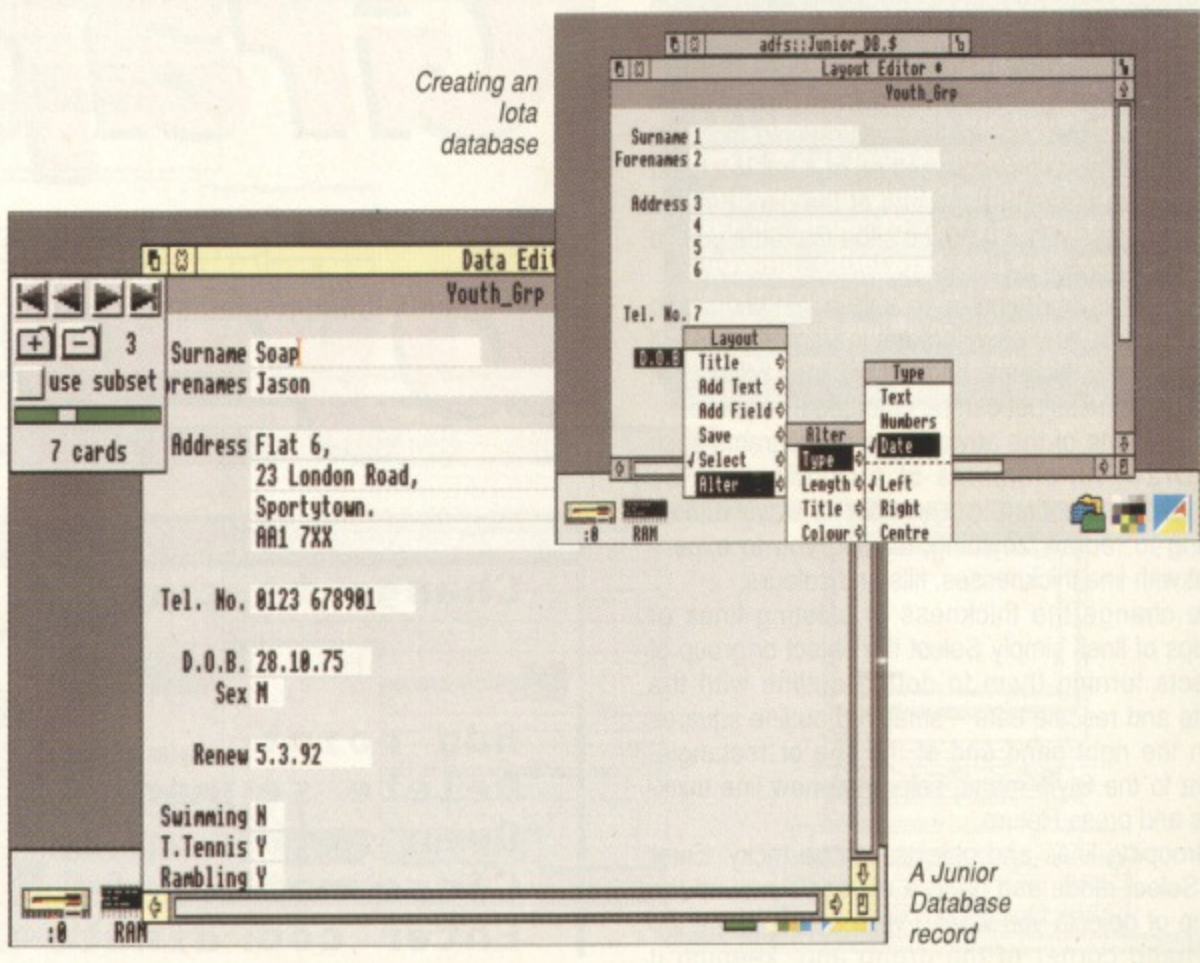 Creating an
Iota
database
adfs::Junior_DB.$
Layout Editor *
Youth_Grp
Surname 1
Forenames 2
Address 3
4
5
6
Tel. No. 7
D.O.B
Layout
Title
Add Text
Add Field
Save
√Select
Alter
Alter
Type
Length
Title
Colour
Type
Text
Numbers
√Date
√Left
Right
Centre
:0 RAM
Data Edit
Youth_Grp
3
use subset
7 cards
Surname Soap
orenames Jason
Address Flat 6,
23 London Road,
Sportytown.
AA1 7XX
Tel. No. 0123 678901
D.O.B. 28.10.75
Sex M
Renew 5.3.92
Swimming N
T.Tennis Y
Rambling Y
:0 RAM
A Junior
Database
record